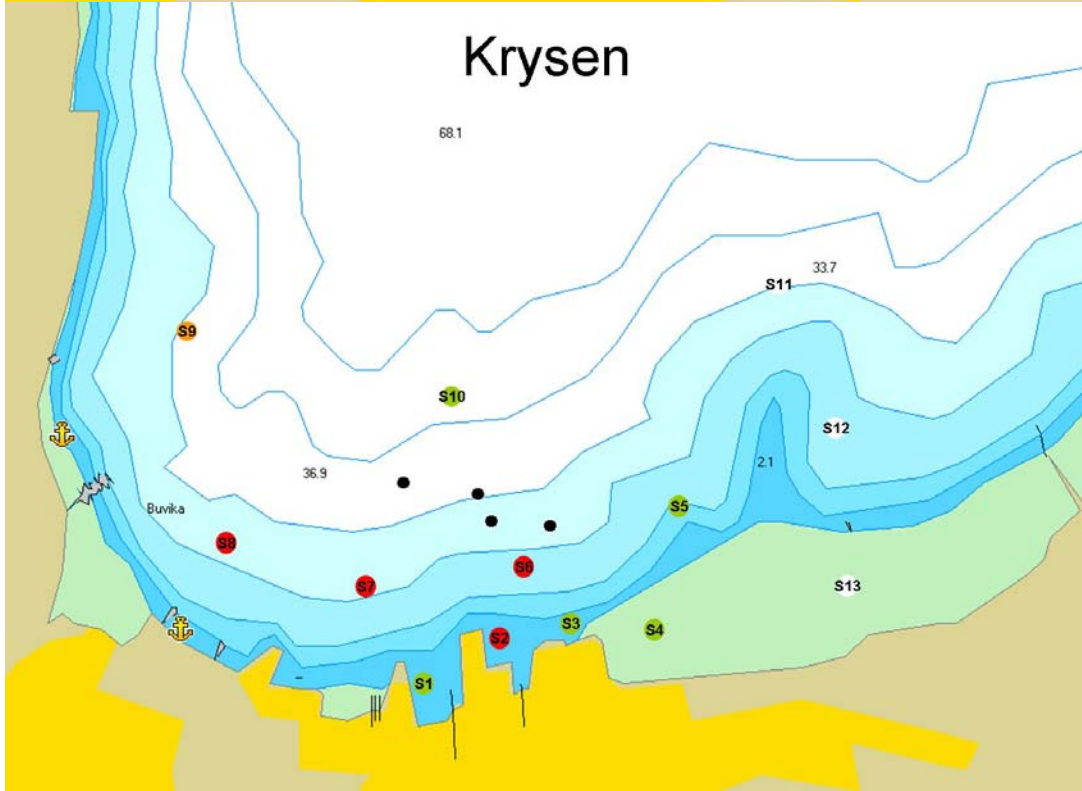 Krysen
68.1
33.7
S11
S9
S10
S12
2.1
36.9
Buvika
S5
S8
S6
S7
S13
S3
S4
S2
S1